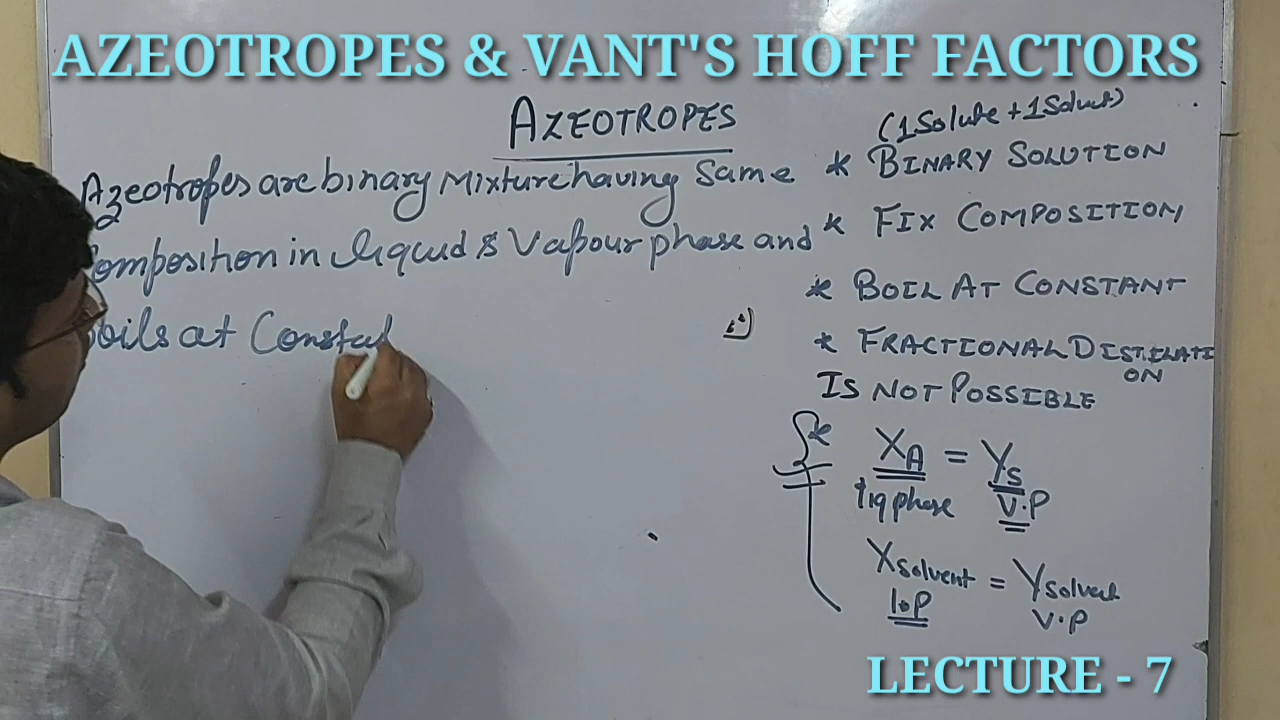 AZEOTROPES & VANT'S HOFF FACTORS
AZEOTROPES
Azeotropes are binary Mixture having Same
Composition in liquid & Vapour phase and
boils at Consta
(1 Solute + 1 Solvent)
* BINARY SOLUTION
* FIX COMPOSITION
* BOIL AT CONSTANT
* FRACTIONAL DISTILATI
ON
IS NOT POSSIBLE
* XA = YS
liq phase V.P
Xsolvent = Ysolvent
l.P V.P
LECTURE - 7